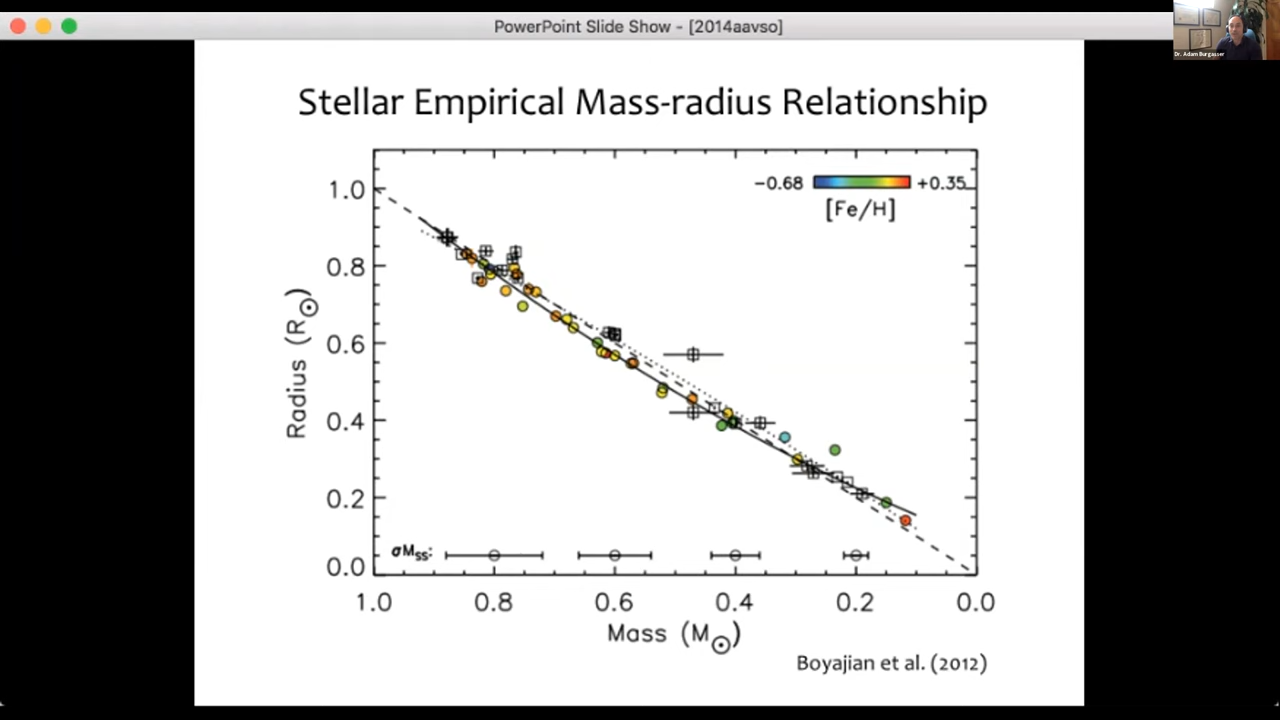 PowerPoint Slide Show - [2014aavso]
Dr. Adam Burgasser
Stellar Empirical Mass-radius Relationship
−0.68 +0.35
[Fe/H]
1.0
0.8
0.6
0.4
0.2
0.0
Radius (R☉)
σMSS:
1.0 0.8 0.6 0.4 0.2 0.0
Mass (M☉)
Boyajian et al. (2012)